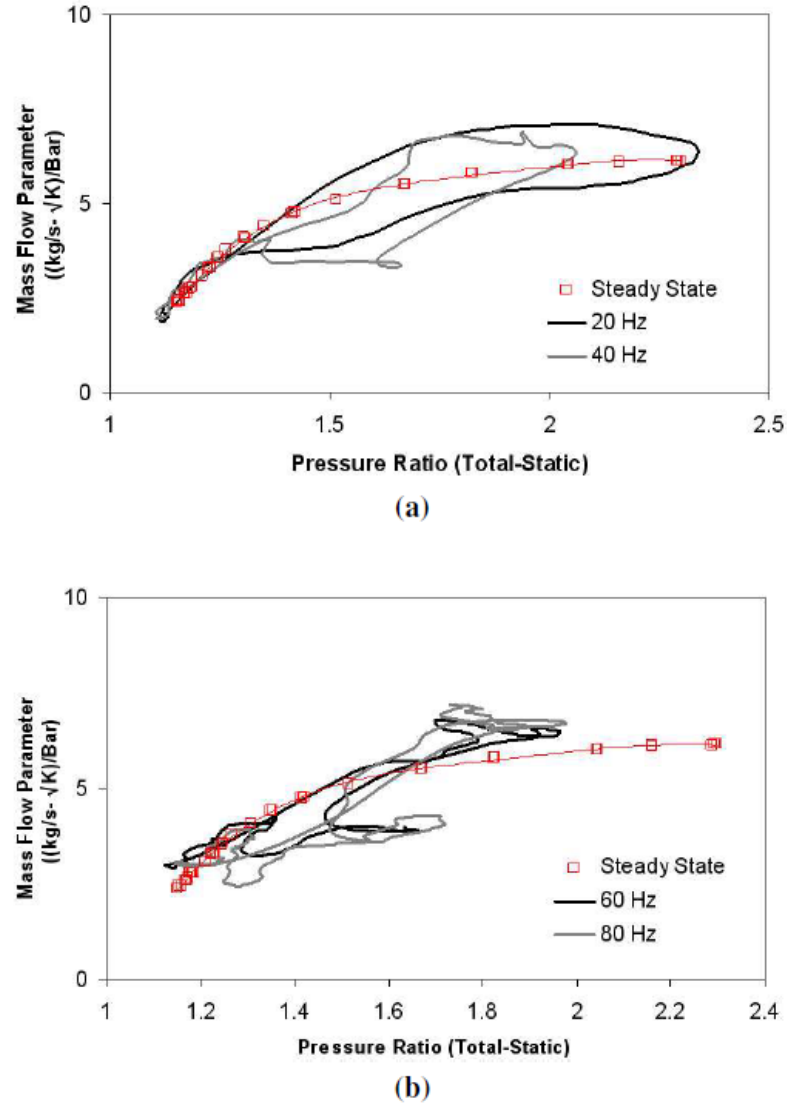 10
5
0
Mass Flow Parameter
((kg/s- √K)/Bar)
Steady State
20 Hz
40 Hz
1
1.5
2
2.5
Pressure Ratio (Total-Static)
(a)
10
5
0
Mass Flow Parameter
((kg/s- √K)/Bar)
Steady State
60 Hz
80 Hz
1
1.2
1.4
1.6
1.8
2
2.2
2.4
Pressure Ratio (Total-Static)
(b)